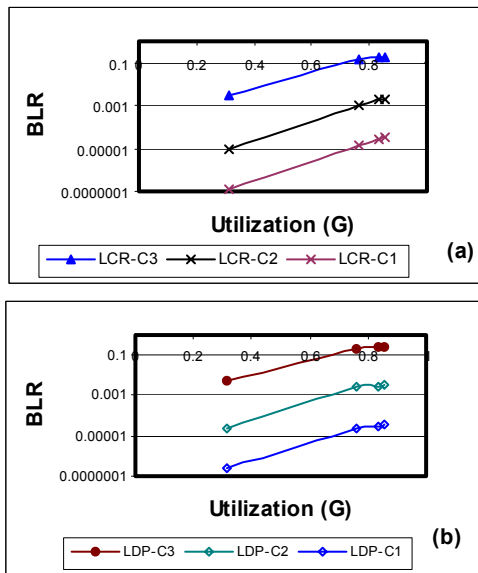 0 0.2 0.4 0.6 0.8 1
0.1
0.001
0.00001
0.0000001
BLR
Utilization (G)
LCR-C3 LCR-C2 LCR-C1
(a)
0 0.2 0.4 0.6 0.8 1
0.1
0.001
0.00001
0.0000001
BLR
Utilization (G)
LDP-C3 LDP-C2 LDP-C1
(b)